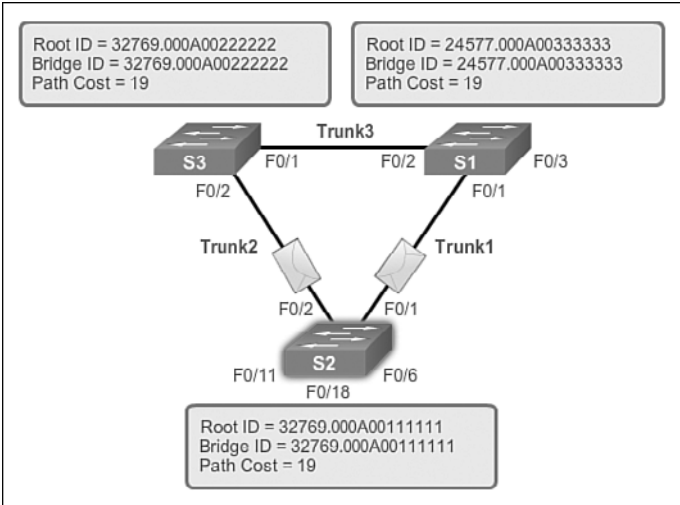 Root ID = 32769.000A00222222
Bridge ID = 32769.000A00222222
Path Cost = 19
Root ID = 24577.000A00333333
Bridge ID = 24577.000A00333333
Path Cost = 19
Trunk3
S3
F0/1
F0/2
S1
F0/3
F0/2
F0/1
Trunk2
Trunk1
F0/2
F0/1
S2
F0/11
F0/6
F0/18
Root ID = 32769.000A00111111
Bridge ID = 32769.000A00111111
Path Cost = 19